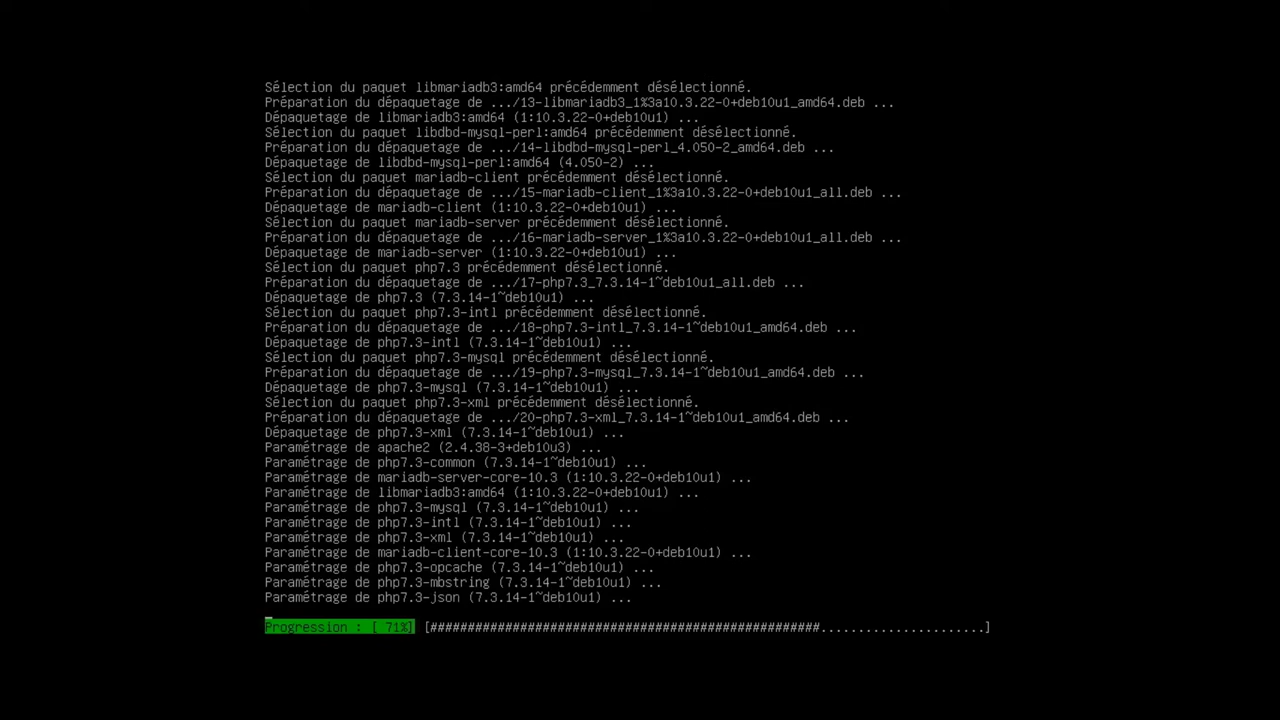 Sélection du paquet libmariadb3:amd64 précédemment désélectionné.
Préparation du dépaquetage de .../13-libmariadb3_1%3a10.3.22-0+deb10u1_amd64.deb ...
Dépaquetage de libmariadb3:amd64 (1:10.3.22-0+deb10u1) ...
Sélection du paquet libdbd-mysql-perl:amd64 précédemment désélectionné.
Préparation du dépaquetage de .../14-libdbd-mysql-perl_4.050-2_amd64.deb ...
Dépaquetage de libdbd-mysql-perl:amd64 (4.050-2) ...
Sélection du paquet mariadb-client précédemment désélectionné.
Préparation du dépaquetage de .../15-mariadb-client_1%3a10.3.22-0+deb10u1_all.deb ...
Dépaquetage de mariadb-client (1:10.3.22-0+deb10u1) ...
Sélection du paquet mariadb-server précédemment désélectionné.
Préparation du dépaquetage de .../16-mariadb-server_1%3a10.3.22-0+deb10u1_all.deb ...
Dépaquetage de mariadb-server (1:10.3.22-0+deb10u1) ...
Sélection du paquet php7.3 précédemment désélectionné.
Préparation du dépaquetage de .../17-php7.3_7.3.14-1~deb10u1_all.deb ...
Dépaquetage de php7.3 (7.3.14-1~deb10u1) ...
Sélection du paquet php7.3-intl précédemment désélectionné.
Préparation du dépaquetage de .../18-php7.3-intl_7.3.14-1~deb10u1_amd64.deb ...
Dépaquetage de php7.3-intl (7.3.14-1~deb10u1) ...
Sélection du paquet php7.3-mysql précédemment désélectionné.
Préparation du dépaquetage de .../19-php7.3-mysql_7.3.14-1~deb10u1_amd64.deb ...
Dépaquetage de php7.3-mysql (7.3.14-1~deb10u1) ...
Sélection du paquet php7.3-xml précédemment désélectionné.
Préparation du dépaquetage de .../20-php7.3-xml_7.3.14-1~deb10u1_amd64.deb ...
Dépaquetage de php7.3-xml (7.3.14-1~deb10u1) ...
Paramétrage de apache2 (2.4.38-3+deb10u3) ...
Paramétrage de php7.3-common (7.3.14-1~deb10u1) ...
Paramétrage de mariadb-server-core-10.3 (1:10.3.22-0+deb10u1) ...
Paramétrage de libmariadb3:amd64 (1:10.3.22-0+deb10u1) ...
Paramétrage de php7.3-mysql (7.3.14-1~deb10u1) ...
Paramétrage de php7.3-intl (7.3.14-1~deb10u1) ...
Paramétrage de php7.3-xml (7.3.14-1~deb10u1) ...
Paramétrage de mariadb-client-core-10.3 (1:10.3.22-0+deb10u1) ...
Paramétrage de php7.3-opcache (7.3.14-1~deb10u1) ...
Paramétrage de php7.3-mbstring (7.3.14-1~deb10u1) ...
Paramétrage de php7.3-json (7.3.14-1~deb10u1) ...
Progression : [ 71%] [####################################################......................]